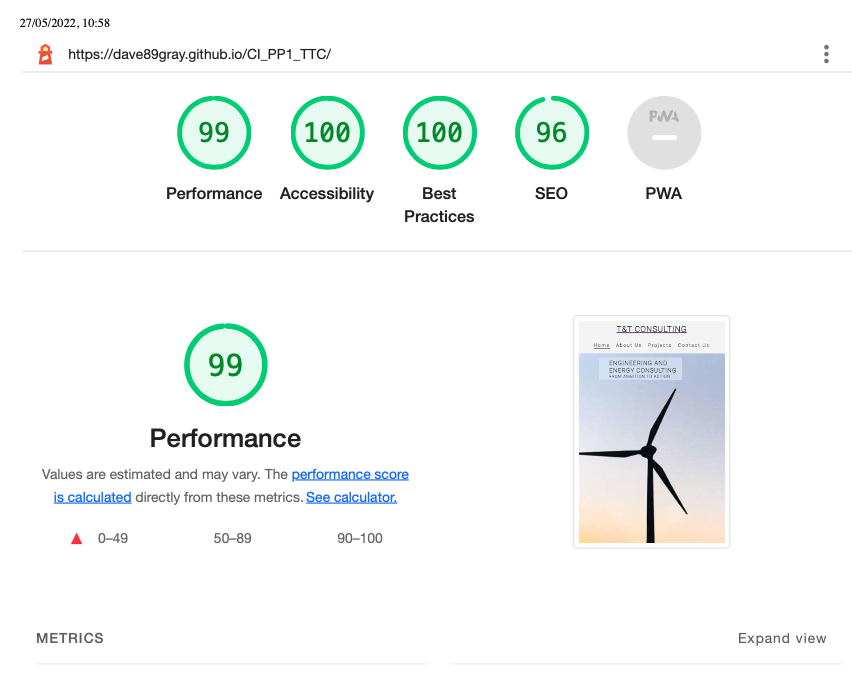 27/05/2022, 10:58
https://dave89gray.github.io/CI_PP1_TTC/
99
100
100
96
PWA
Performance
Accessibility
Best
Practices
SEO
PWA
99
Performance
Values are estimated and may vary. The performance score
is calculated directly from these metrics. See calculator.
0–49
50–89
90–100
T&T CONSULTING
Home About Us Projects Contact Us
ENGINEERING AND
ENERGY CONSULTING
FROM AMBITION TO ACTION
METRICS
Expand view